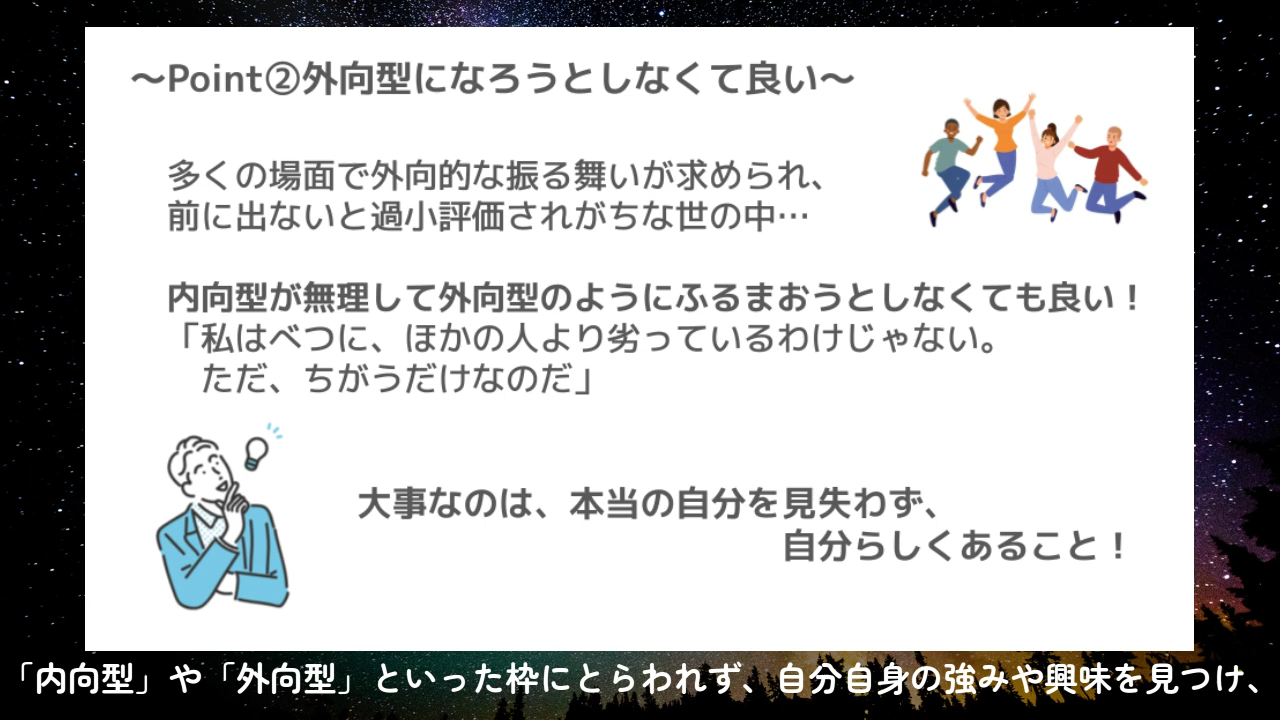 ～Point②外向型になろうとしなくて良い～
多くの場面で外向的な振る舞いが求められ、
前に出ないと過小評価されがちな世の中…
内向型が無理して外向型のようにふるまおうとしなくても良い！
「私はべつに、ほかの人より劣っているわけじゃない。
ただ、ちがうだけなのだ」
大事なのは、本当の自分を見失わず、
自分らしくあること！
「内向型」や「外向型」といった枠にとらわれず、自分自身の強みや興味を見つけ、